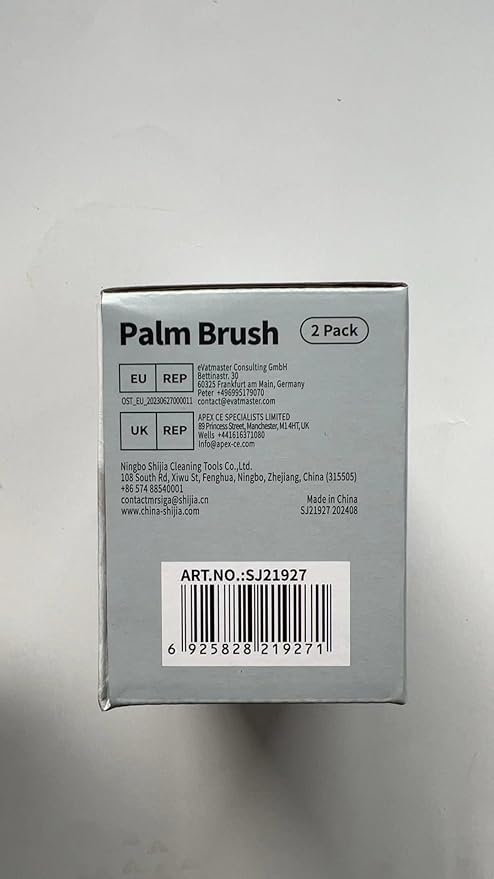 Palm Brush 2 Pack
EU REP
eVatmaster Consulting GmbH
Bettinastr. 30
60325 Frankfurt am Main, Germany
Peter +496995179070
contact@evatmaster.com
OST_EU_20230627000011
UK REP
APEX CE SPECIALISTS LIMITED
89 Princess Street, Manchester, M1 4HT, UK
Wells +441616371080
Info@apex-ce.com
Ningbo Shijia Cleaning Tools Co.,Ltd.
108 South Rd, Xiwu St, Fenghua, Ningbo, Zhejiang, China (315505)
+86 574 88540001
contactmrsiga@shijia.cn
www.china-shijia.com
Made in China
SJ21927 202408
ART.NO.:SJ21927
6 925828 219271